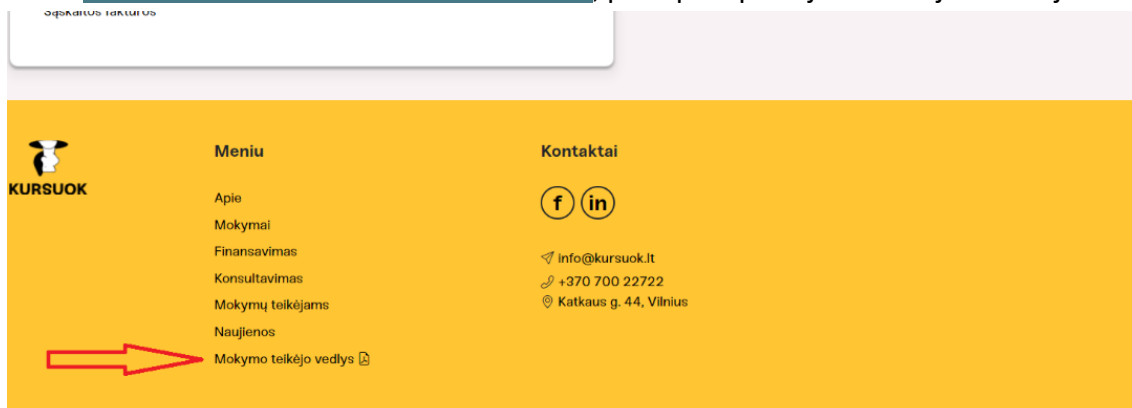 Sąskaitos faktūros
KURSUOK
Meniu
Apie
Mokymai
Finansavimas
Konsultavimas
Mokymų teikėjams
Naujienos
Mokymo teikėjo vedlys
Kontaktai
f in
info@kursuok.lt
+370 700 22722
Katkaus g. 44, Vilnius